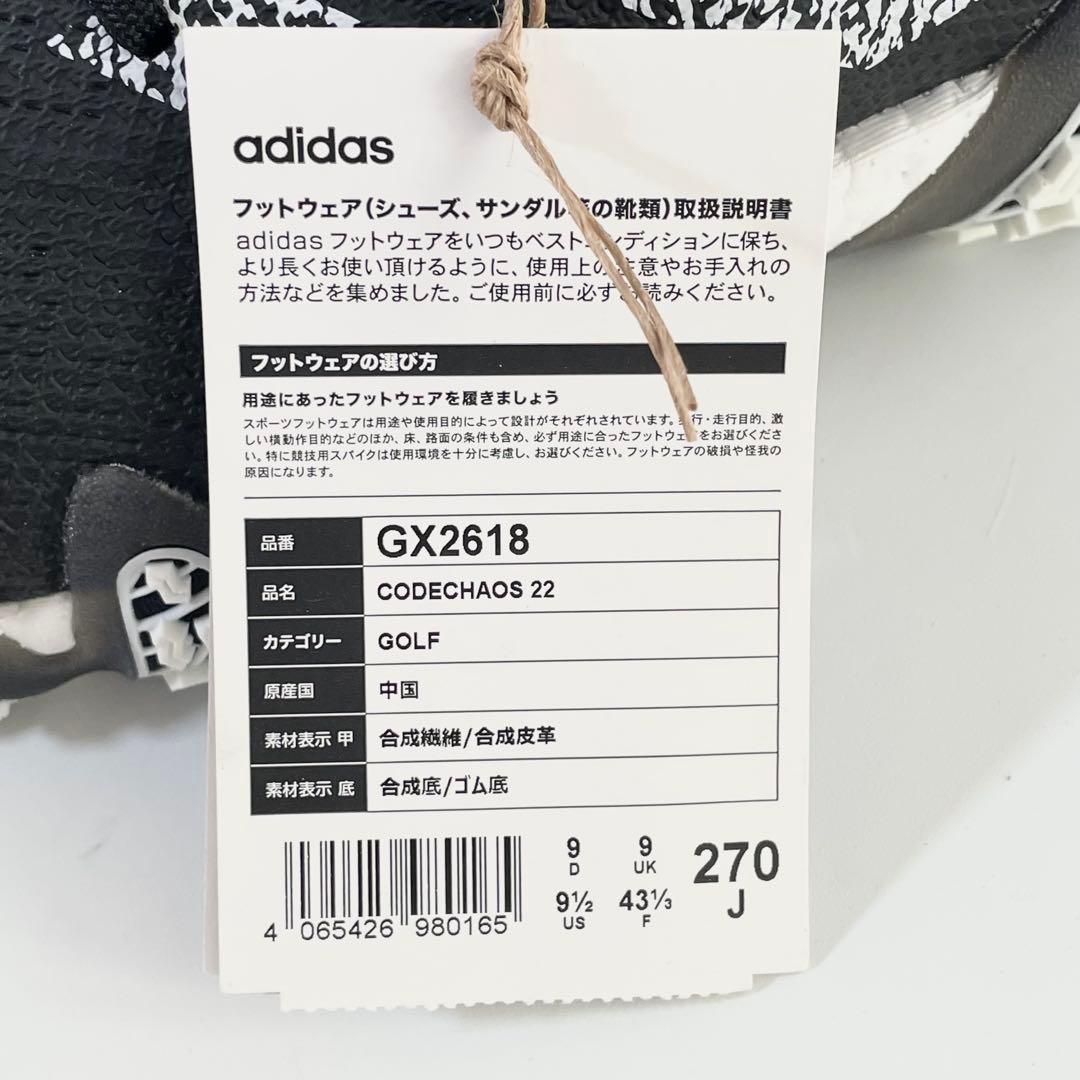 adidas
フットウェア(シューズ、サンダル の靴類)取扱説明書
adidas フットウェアをいつもベスト ンディションに保ち、
より長くお使い頂けるように、使用上の 意やお手入れの
方法などを集めました。ご使用前に必ず 読みください。
フットウェアの選び方
用途にあったフットウェアを履きましょう
スポーツフットウェアは用途や使用目的によって設計がそれぞれされています。 行・走行目的、激
しい横動作目的などのほか、床、路面の条件も含め、必ず用途に合ったフットウェアをお選びくださ
い。特に競技用スパイクは使用環境を十分に考慮し、お選びください。フットウェアの破損や怪我の
原因になります。
品番 GX2618
品名 CODECHAOS 22
カテゴリー GOLF
原産国 中国
素材表示 甲 合成繊維/合成皮革
素材表示 底 合成底/ゴム底
9 D 9 UK 270 J
9½ US 43⅓ F
4 065426 980165